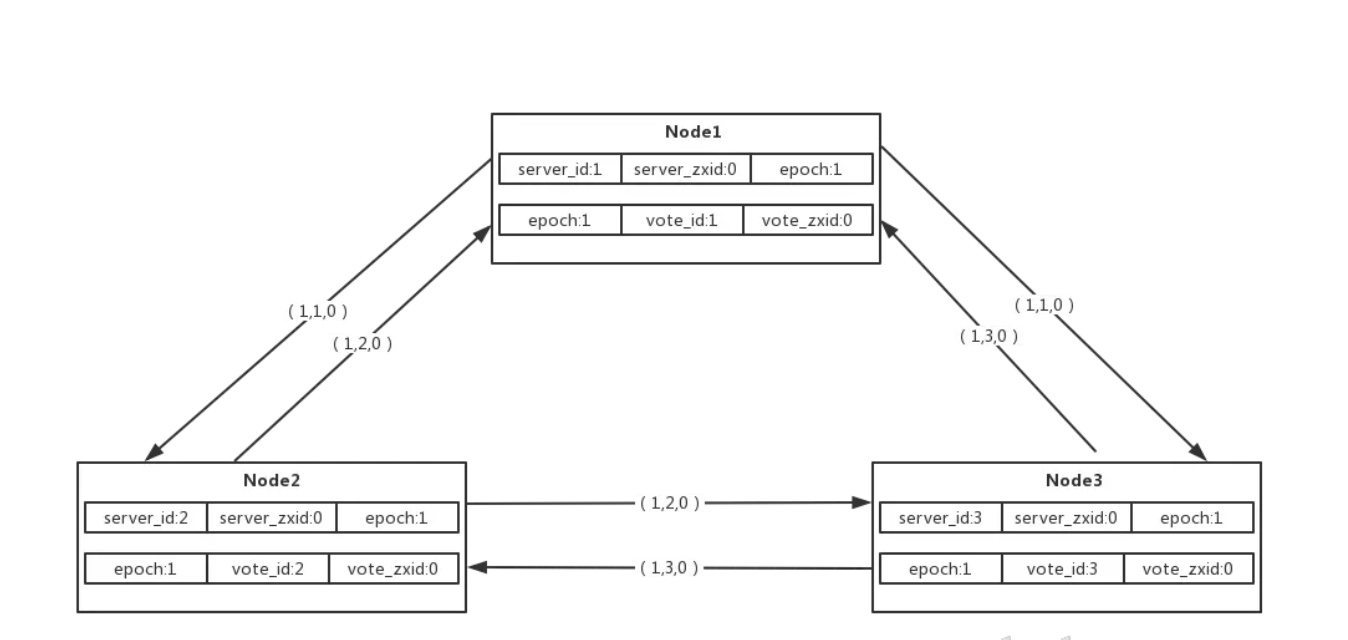 Node1
server_id:1 server_zxid:0 epoch:1
epoch:1 vote_id:1 vote_zxid:0
( 1,1,0 )
( 1,1,0 )
( 1,2,0 )
( 1,3,0 )
Node2
server_id:2 server_zxid:0 epoch:1
epoch:1 vote_id:2 vote_zxid:0
( 1,2,0 )
( 1,3,0 )
Node3
server_id:3 server_zxid:0 epoch:1
epoch:1 vote_id:3 vote_zxid:0